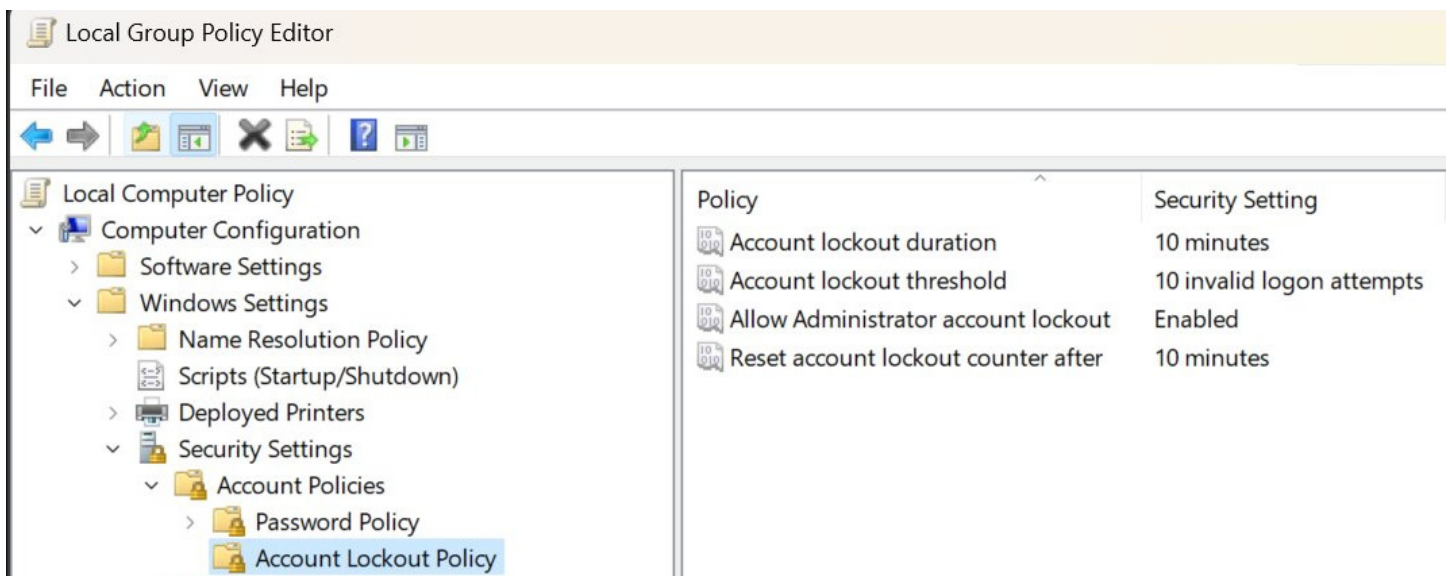 Local Group Policy Editor
File Action View Help
Local Computer Policy
Computer Configuration
Software Settings
Windows Settings
Name Resolution Policy
Scripts (Startup/Shutdown)
Deployed Printers
Security Settings
Account Policies
Password Policy
Account Lockout Policy
Policy Security Setting
Account lockout duration 10 minutes
Account lockout threshold 10 invalid logon attempts
Allow Administrator account lockout Enabled
Reset account lockout counter after 10 minutes